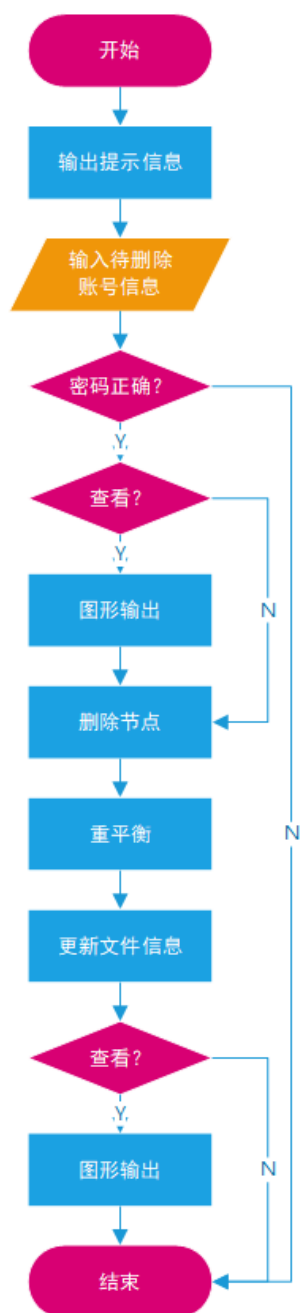 开始
输出提示信息
输入待删除
账号信息
密码正确?
Y
查看?
Y
图形输出
N
删除节点
重平衡
N
更新文件信息
查看?
Y
图形输出
N
结束